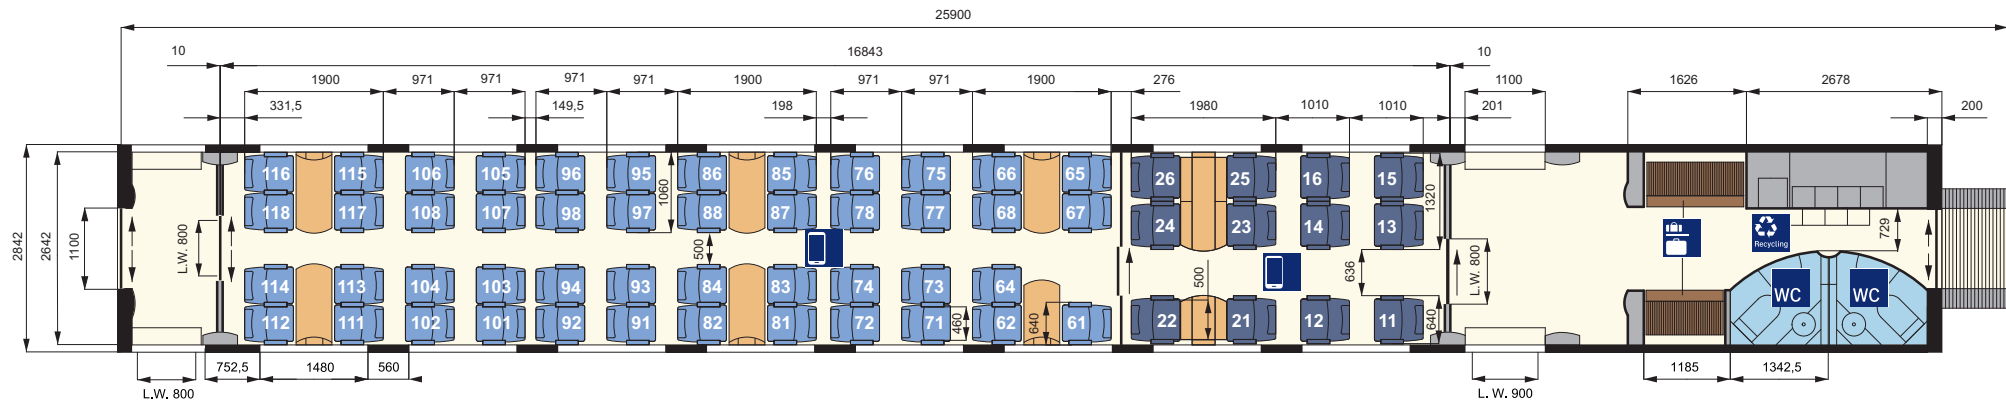 25900
10 16843 10
1900 971 971 971 971 1900 971 971 1900 276 1100 1626 2678
331,5 149,5 198 1980 1010 1010 201 200
116 115 106 105 96 95 86 85 76 75 66 65 26 25 16 15
118 117 108 107 98 97 88 87 78 77 68 67 24 23 14 13
2842 2642 1100 L.W. 800 1060 500 1320 500 636 L.W. 800 729
Recycling
114 113 104 103 94 93 84 83 74 73 64
112 111 102 101 92 91 82 81 72 71 460 62 640 61 22 21 12 11 640
WC WC
752,5 1480 560 1185 1342,5
L.W. 800 L. W. 900